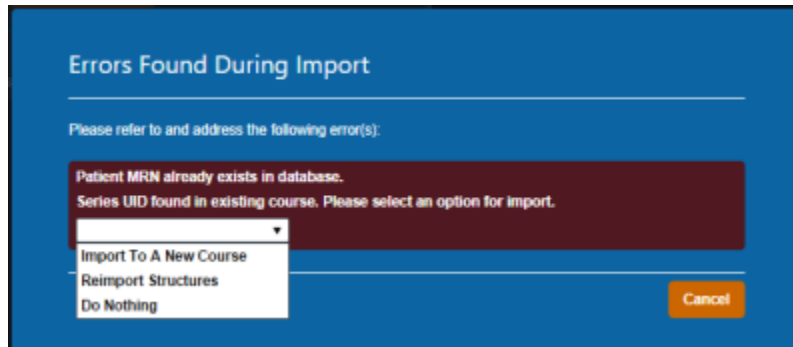 Errors Found During Import
Please refer to and address the following error(s):
Patient MRN already exists in database.
Series UID found in existing course. Please select an option for import.
Import To A New Course
Reimport Structures
Do Nothing
Cancel